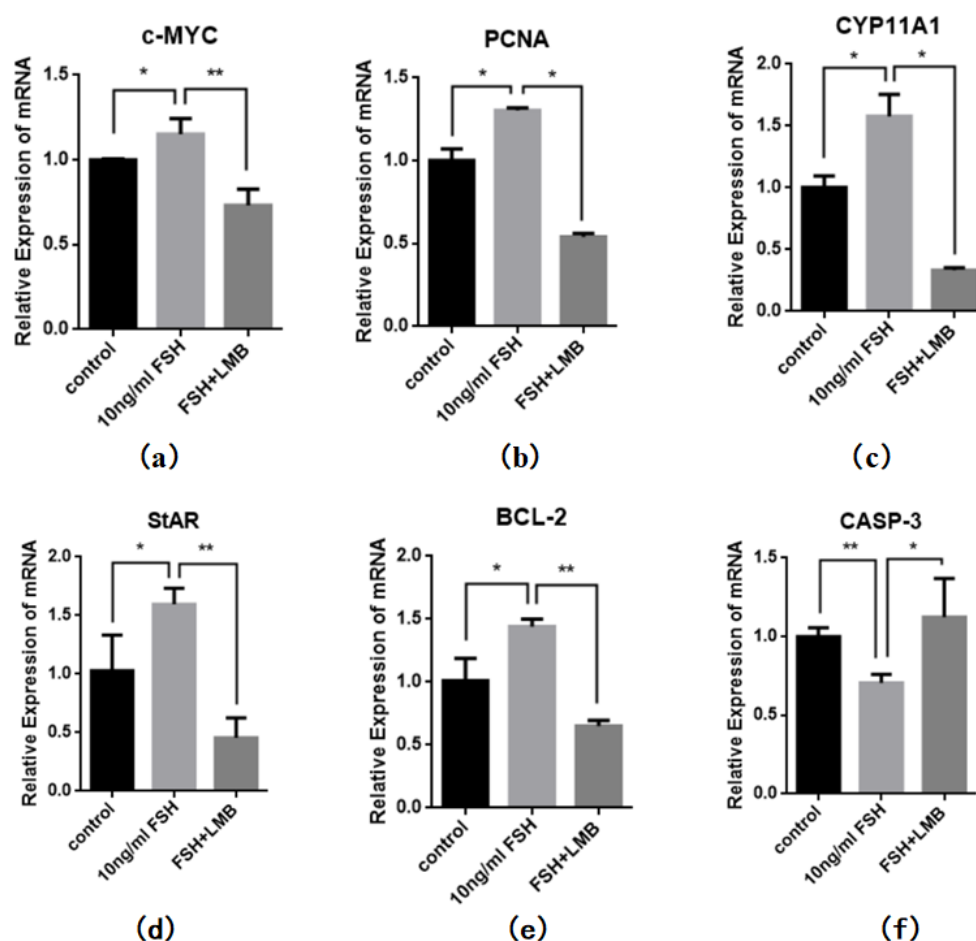 c-MYC
Relative Expression of mRNA
1.5
1.0
0.5
0.0
*
**
control
10ng/ml FSH
FSH+LMB
(a)
PCNA
Relative Expression of mRNA
1.5
1.0
0.5
0.0
*
*
control
10ng/ml FSH
FSH+LMB
(b)
CYP11A1
Relative Expression of mRNA
2.0
1.5
1.0
0.5
0.0
*
*
control
10ng/ml FSH
FSH+LMB
(c)
StAR
Relative Expression of mRNA
2.0
1.5
1.0
0.5
0.0
*
**
control
10ng/ml FSH
FSH+LMB
(d)
BCL-2
Relative Expression of mRNA
2.0
1.5
1.0
0.5
0.0
*
**
control
10ng/ml FSH
FSH+LMB
(e)
CASP-3
Relative Expression of mRNA
1.5
1.0
0.5
0.0
**
*
control
10ng/ml FSH
FSH+LMB
(f)